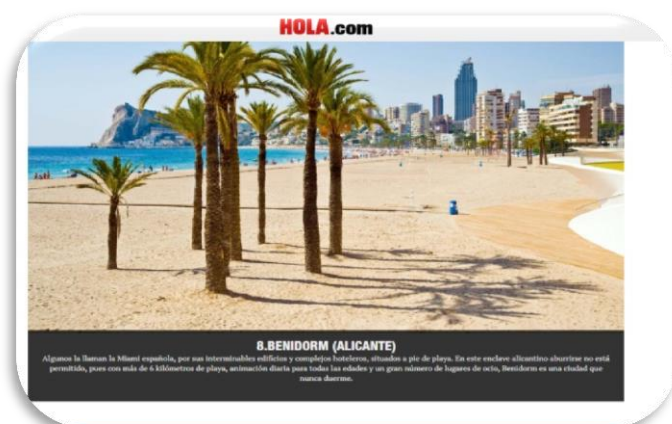 HOLA.com
8.BENIDORM (ALICANTE)
Algunos la llaman la Miami española, por sus interminables edificios y complejos hoteleros, situados a pie de playa. En este enclave alicantino aburrirse no está
permitido, pues con más de 6 kilómetros de playa, animación diaria para todas las edades y un gran número de lugares de ocio, Benidorm es una ciudad que
nunca duerme.